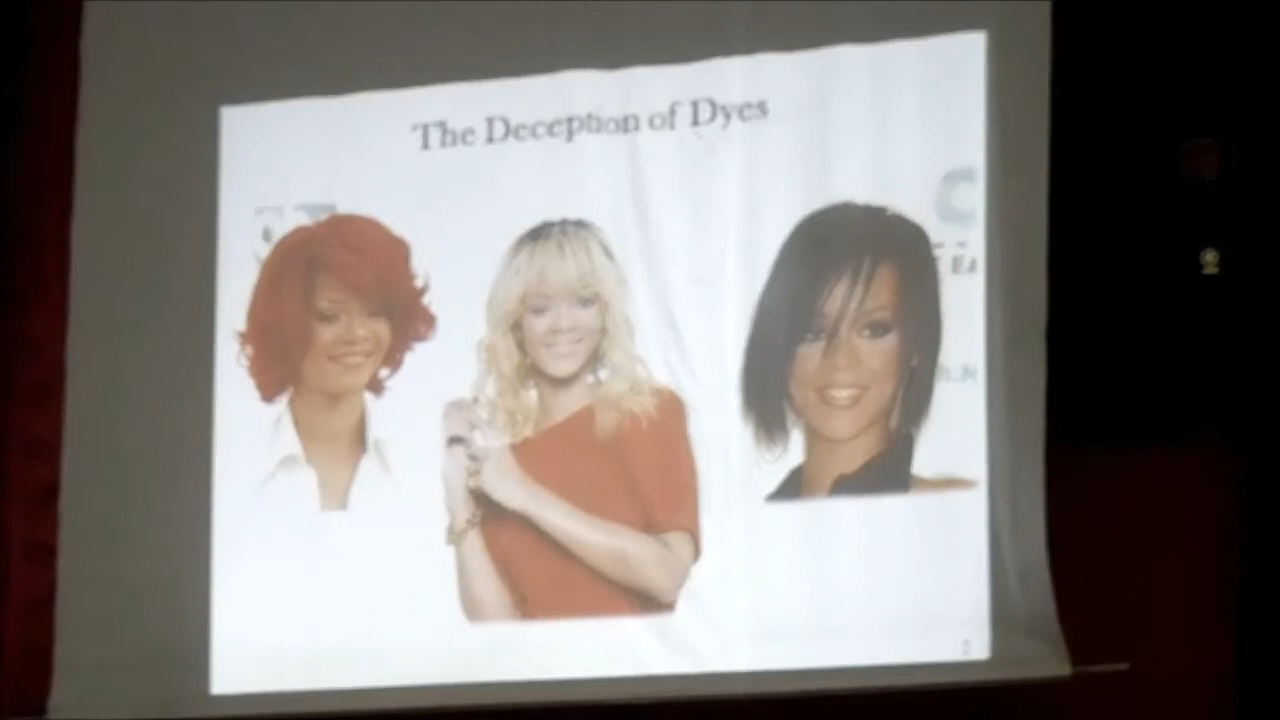 The Deception of Dyes